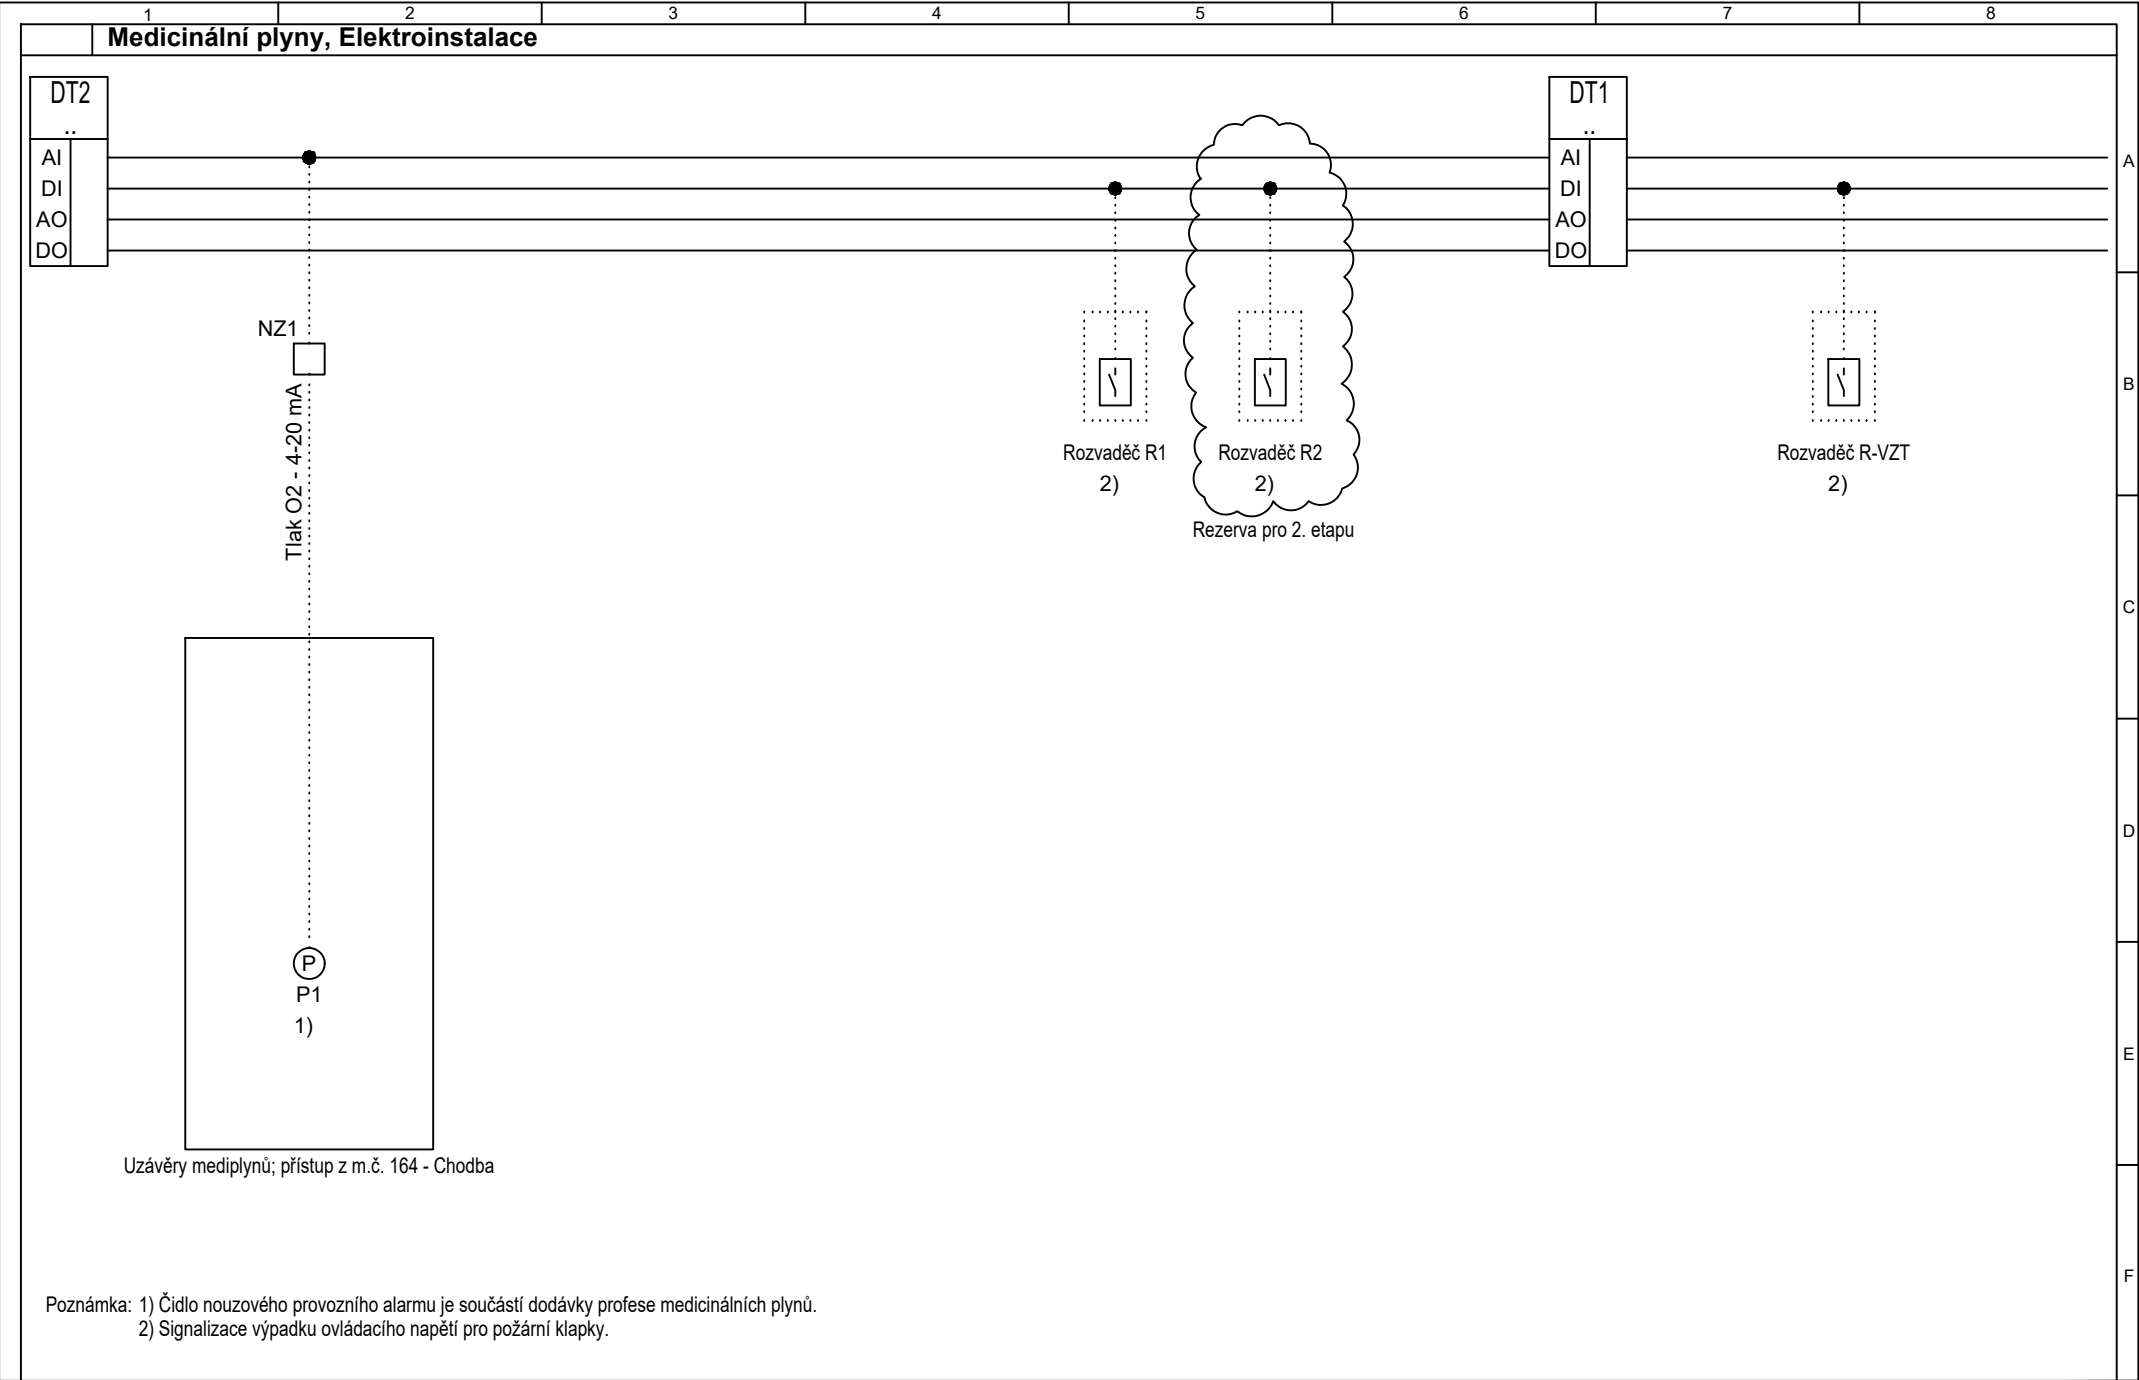 1 2 3 4 5 6 7 8
Medicinální plyny, Elektroinstalace
DT2
..
AI
DI
AO
DO
DT1
..
AI
DI
AO
DO
A
B
C
D
E
F
NZ1
Tlak O2 - 4-20 mA
Rozvaděč R1
2)
Rozvaděč R2
2)
Rezerva pro 2. etapu
Rozvaděč R-VZT
2)
P
P1
1)
Uzávěry mediplynů; přístup z m.č. 164 - Chodba
Poznámka: 1) Čidlo nouzového provozního alarmu je součástí dodávky profese medicinálních plynů.
2) Signalizace výpadku ovládacího napětí pro požární klapky.